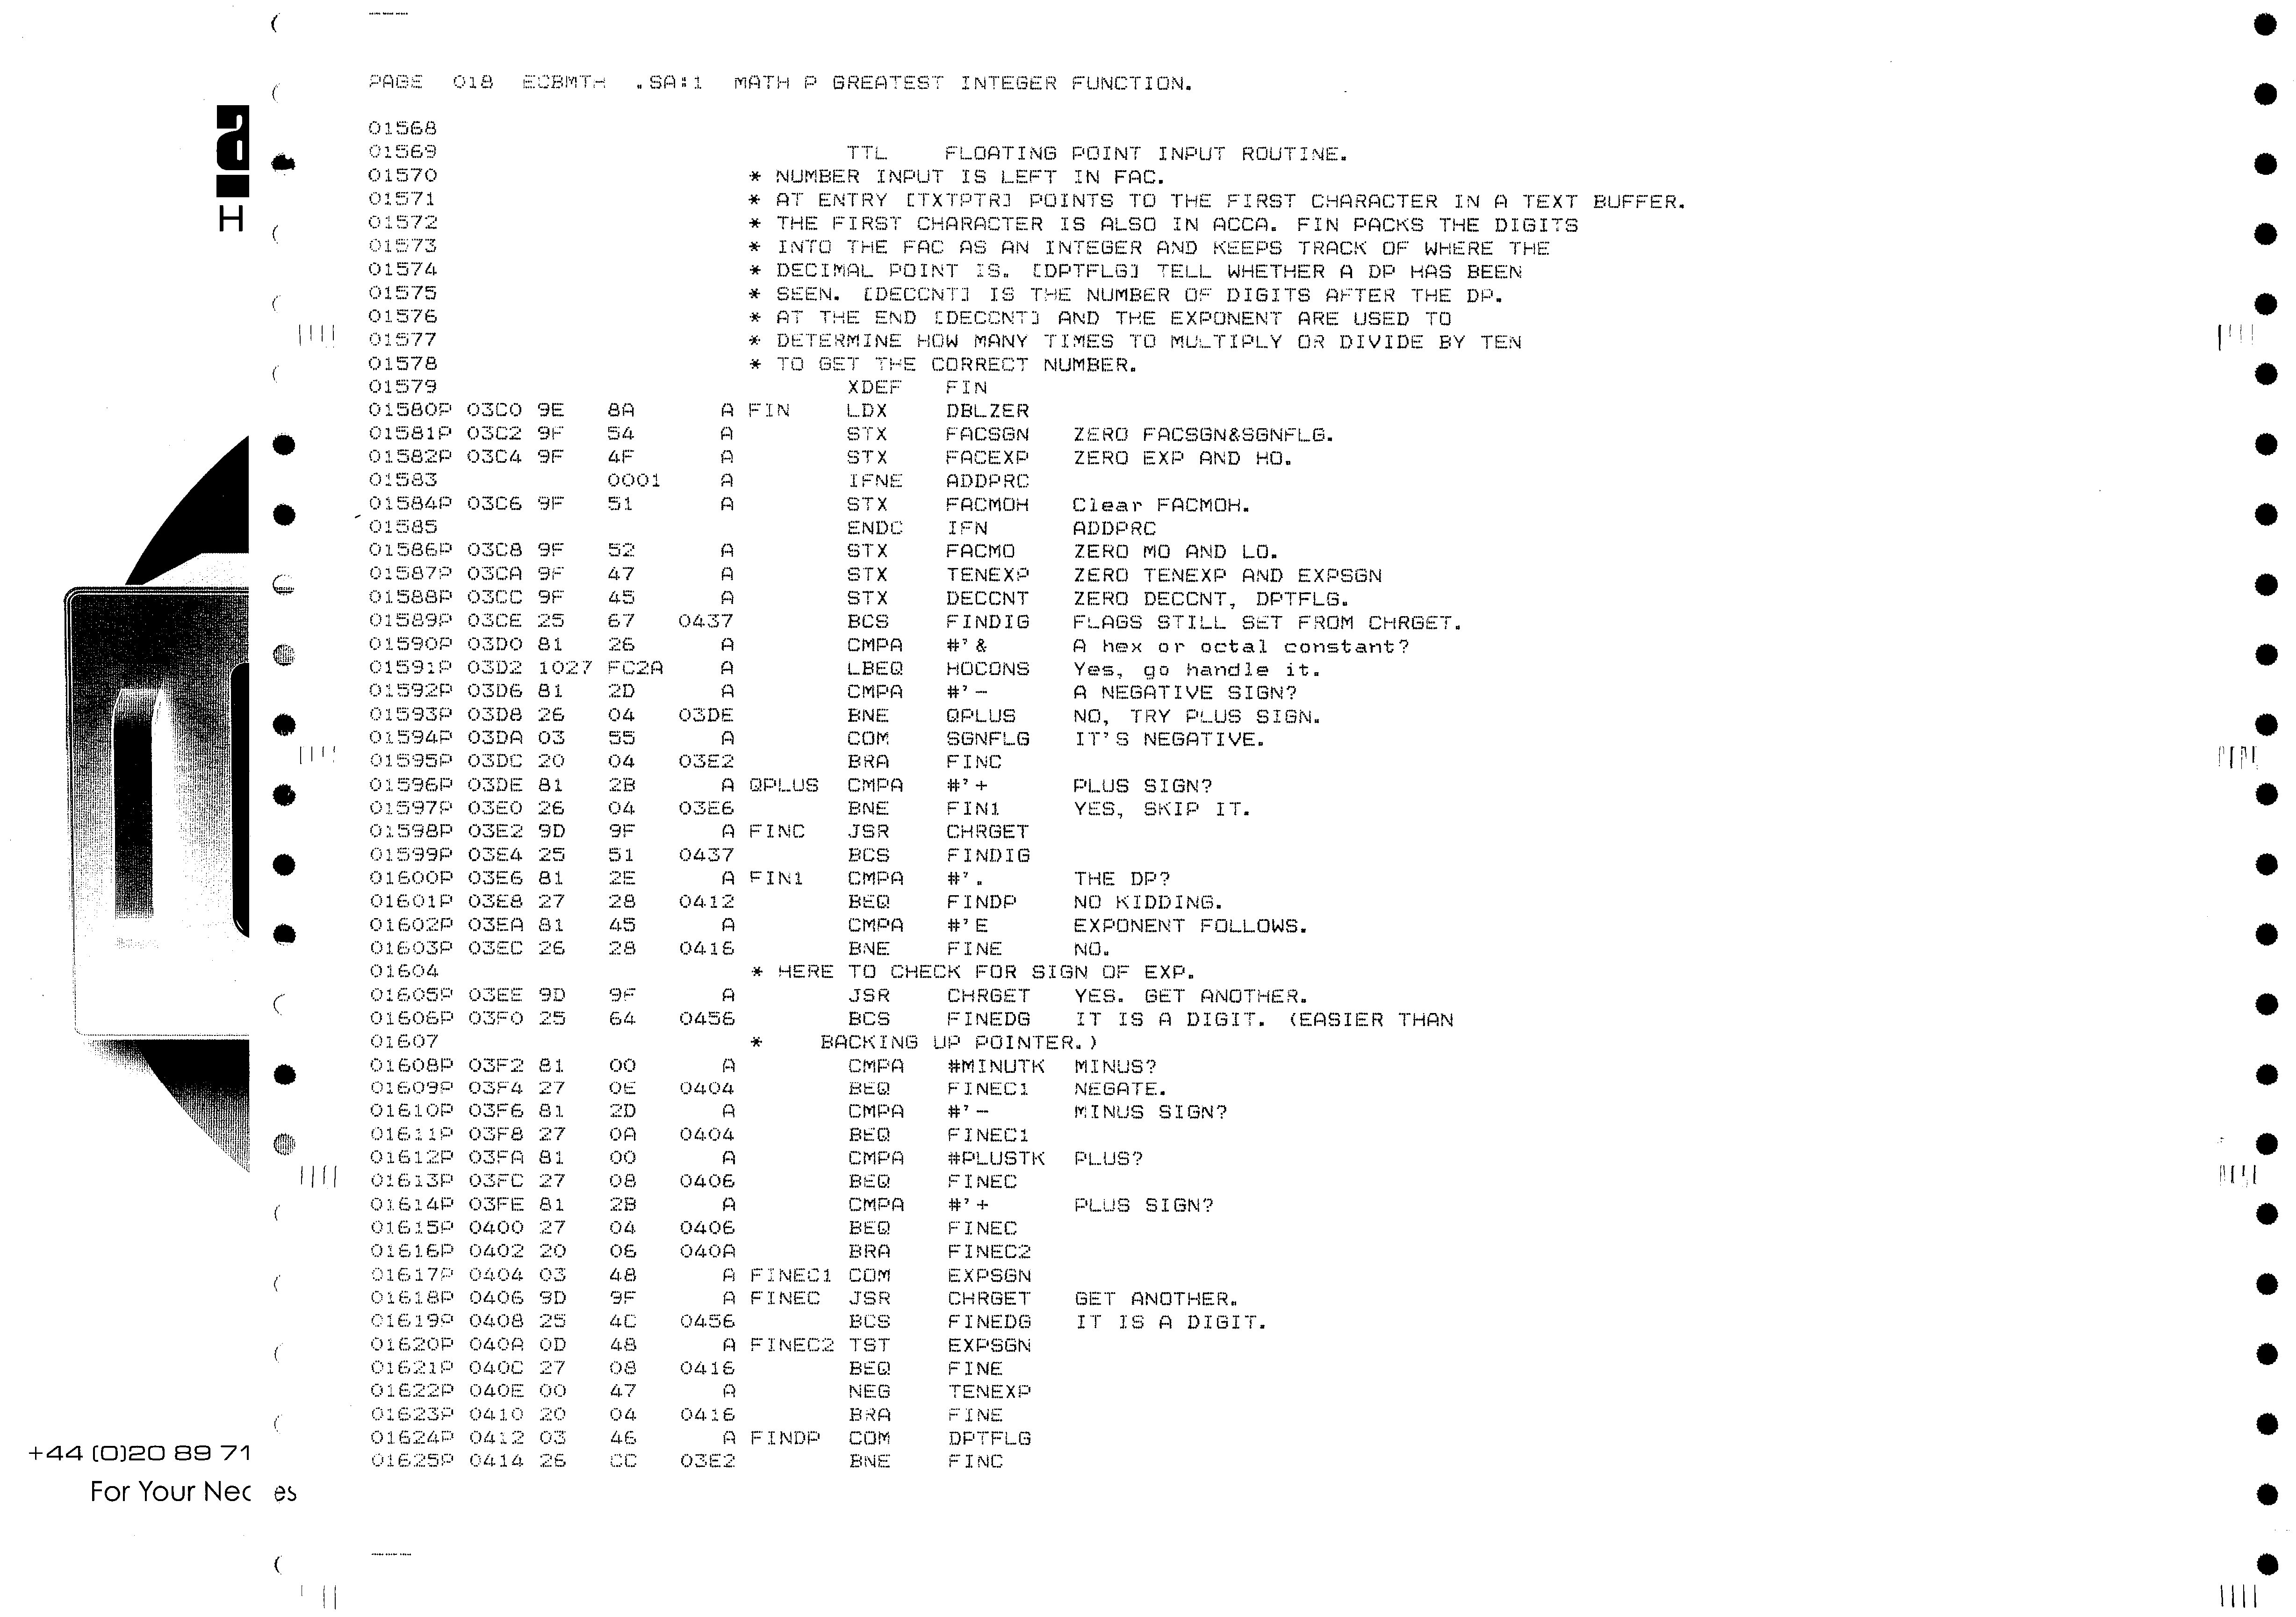 PAGE  018  ECBMTH  .SA:1  MATH P GREATEST INTEGER FUNCTION.
01568
01569 TTL FLOATING POINT INPUT ROUTINE.
01570 * NUMBER INPUT IS LEFT IN FAC.
01571 * AT ENTRY [TXTPTR] POINTS TO THE FIRST CHARACTER IN A TEXT BUFFER.
01572 * THE FIRST CHARACTER IS ALSO IN ACCA. FIN PACKS THE DIGITS
01573 * INTO THE FAC AS AN INTEGER AND KEEPS TRACK OF WHERE THE
01574 * DECIMAL POINT IS. [DPTFLG] TELL WHETHER A DP HAS BEEN
01575 * SEEN. [DECCNT] IS THE NUMBER OF DIGITS AFTER THE DP.
01576 * AT THE END [DECCNT] AND THE EXPONENT ARE USED TO
01577 * DETERMINE HOW MANY TIMES TO MULTIPLY OR DIVIDE BY TEN
01578 * TO GET THE CORRECT NUMBER.
01579 XDEF FIN
01580P 03C0 9E 8A A FIN LDX DBLZER
01581P 03C2 9F 54 A STX FACSGN ZERO FACSGN&SGNFLG.
01582P 03C4 9F 4F A STX FACEXP ZERO EXP AND HO.
01583 0001 A IFNE ADDPRC
01584P 03C6 9F 51 A STX FACMOH Clear FACMOH.
01585 ENDC IFN ADDPRC
01586P 03C8 9F 52 A STX FACMO ZERO MO AND LO.
01587P 03CA 9F 47 A STX TENEXP ZERO TENEXP AND EXPSGN
01588P 03CC 9F 45 A STX DECCNT ZERO DECCNT, DPTFLG.
01589P 03CE 25 67 0437 BCS FINDIG FLAGS STILL SET FROM CHRGET.
01590P 03D0 81 26 A CMPA #'& A hex or octal constant?
01591P 03D2 1027 FC2A A LBEQ HOCONS Yes, go handle it.
01592P 03D6 81 2D A CMPA #'- A NEGATIVE SIGN?
01593P 03D8 26 04 03DE BNE QPLUS NO, TRY PLUS SIGN.
01594P 03DA 03 55 A COM SGNFLG IT'S NEGATIVE.
01595P 03DC 20 04 03E2 BRA FINC
01596P 03DE 81 2B A QPLUS CMPA #'+ PLUS SIGN?
01597P 03E0 26 04 03E6 BNE FIN1 YES, SKIP IT.
01598P 03E2 9D 9F A FINC JSR CHRGET
01599P 03E4 25 51 0437 BCS FINDIG
01600P 03E6 81 2E A FIN1 CMPA #'. THE DP?
01601P 03E8 27 28 0412 BEQ FINDP NO KIDDING.
01602P 03EA 81 45 A CMPA #'E EXPONENT FOLLOWS.
01603P 03EC 26 28 0416 BNE FINE NO.
01604 * HERE TO CHECK FOR SIGN OF EXP.
01605P 03EE 9D 9F A JSR CHRGET YES. GET ANOTHER.
01606P 03F0 25 64 0456 BCS FINEDG IT IS A DIGIT. (EASIER THAN
01607 * BACKING UP POINTER.)
01608P 03F2 81 00 A CMPA #MINUTK MINUS?
01609P 03F4 27 0E 0404 BEQ FINEC1 NEGATE.
01610P 03F6 81 2D A CMPA #'- MINUS SIGN?
01611P 03F8 27 0A 0404 BEQ FINEC1
01612P 03FA 81 00 A CMPA #PLUSTK PLUS?
01613P 03FC 27 08 0406 BEQ FINEC
01614P 03FE 81 2B A CMPA #'+ PLUS SIGN?
01615P 0400 27 04 0406 BEQ FINEC
01616P 0402 20 06 040A BRA FINEC2
01617P 0404 03 48 A FINEC1 COM EXPSGN
01618P 0406 9D 9F A FINEC JSR CHRGET GET ANOTHER.
01619P 0408 25 4C 0456 BCS FINEDG IT IS A DIGIT.
01620P 040A 0D 48 A FINEC2 TST EXPSGN
01621P 040C 27 08 0416 BEQ FINE
01622P 040E 00 47 A NEG TENEXP
01623P 0410 20 04 0416 BRA FINE
01624P 0412 03 46 A FINDP COM DPTFLG
01625P 0414 26 CC 03E2 BNE FINC
H
+44 (0)20 89 71
For Your Nec es